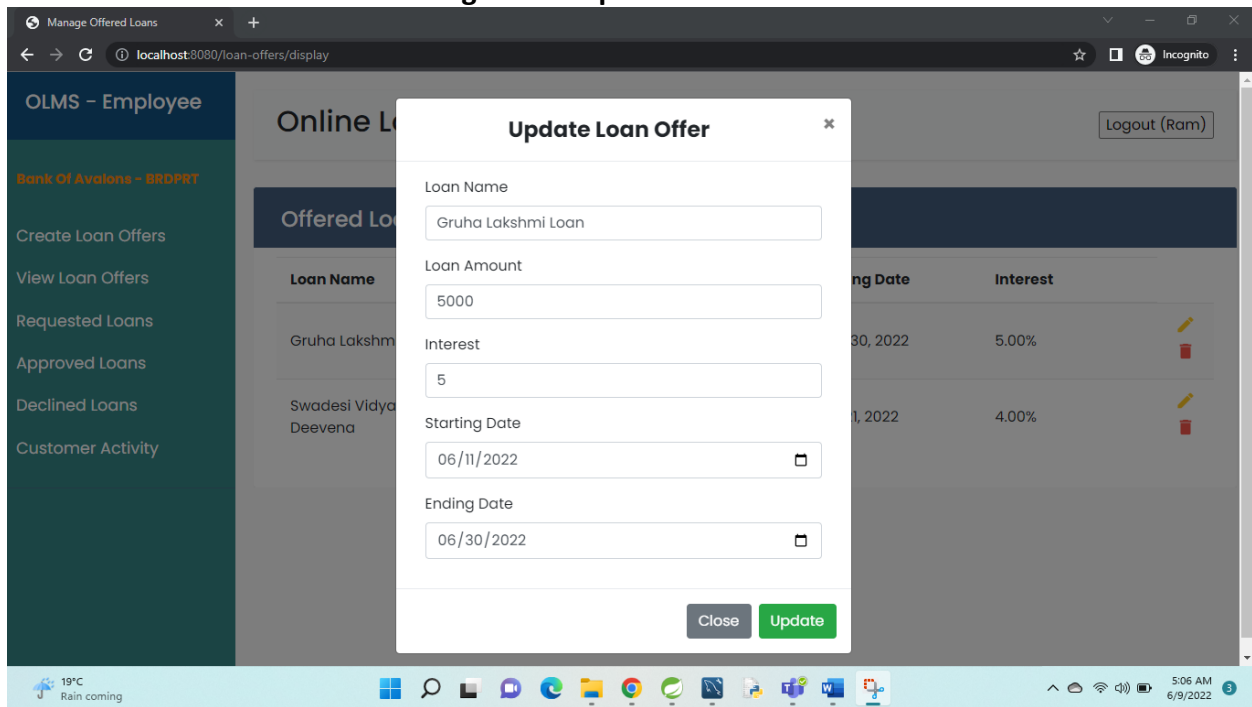 Manage Offered Loans
localhost:8080/loan-offers/display
Incognito
OLMS - Employee
Bank Of Avalons - BRDPRT
Create Loan Offers
View Loan Offers
Requested Loans
Approved Loans
Declined Loans
Customer Activity
Online L
Logout (Ram)
Offered Lo
Loan Name
ng Date
Interest
Gruha Lakshm
30, 2022
5.00%
Swadesi Vidya
Deevena
1, 2022
4.00%
Update Loan Offer
×
Loan Name
Gruha Lakshmi Loan
Loan Amount
5000
Interest
5
Starting Date
06/11/2022
Ending Date
06/30/2022
Close
Update
19°C
Rain coming
5:06 AM
6/9/2022
3